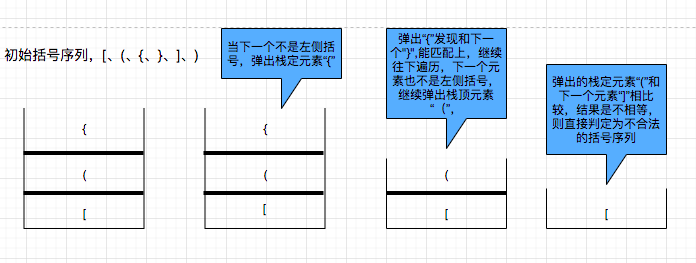 初始括号序列，[、(、{、}、]、)
当下一个不是左侧括
号，弹出栈定元素“{”
弹出“{”发现和下一
个“}”,能匹配上，继续
往下遍历，下一个元
素也不是左侧括号，
继续弹出栈顶元素
“（”，
弹出的栈定元素“(”和
下一个元素“]”相比
较，结果是不相等，
则直接判定为不合法
的括号序列
{
(
[
{
(
[
(
[
[